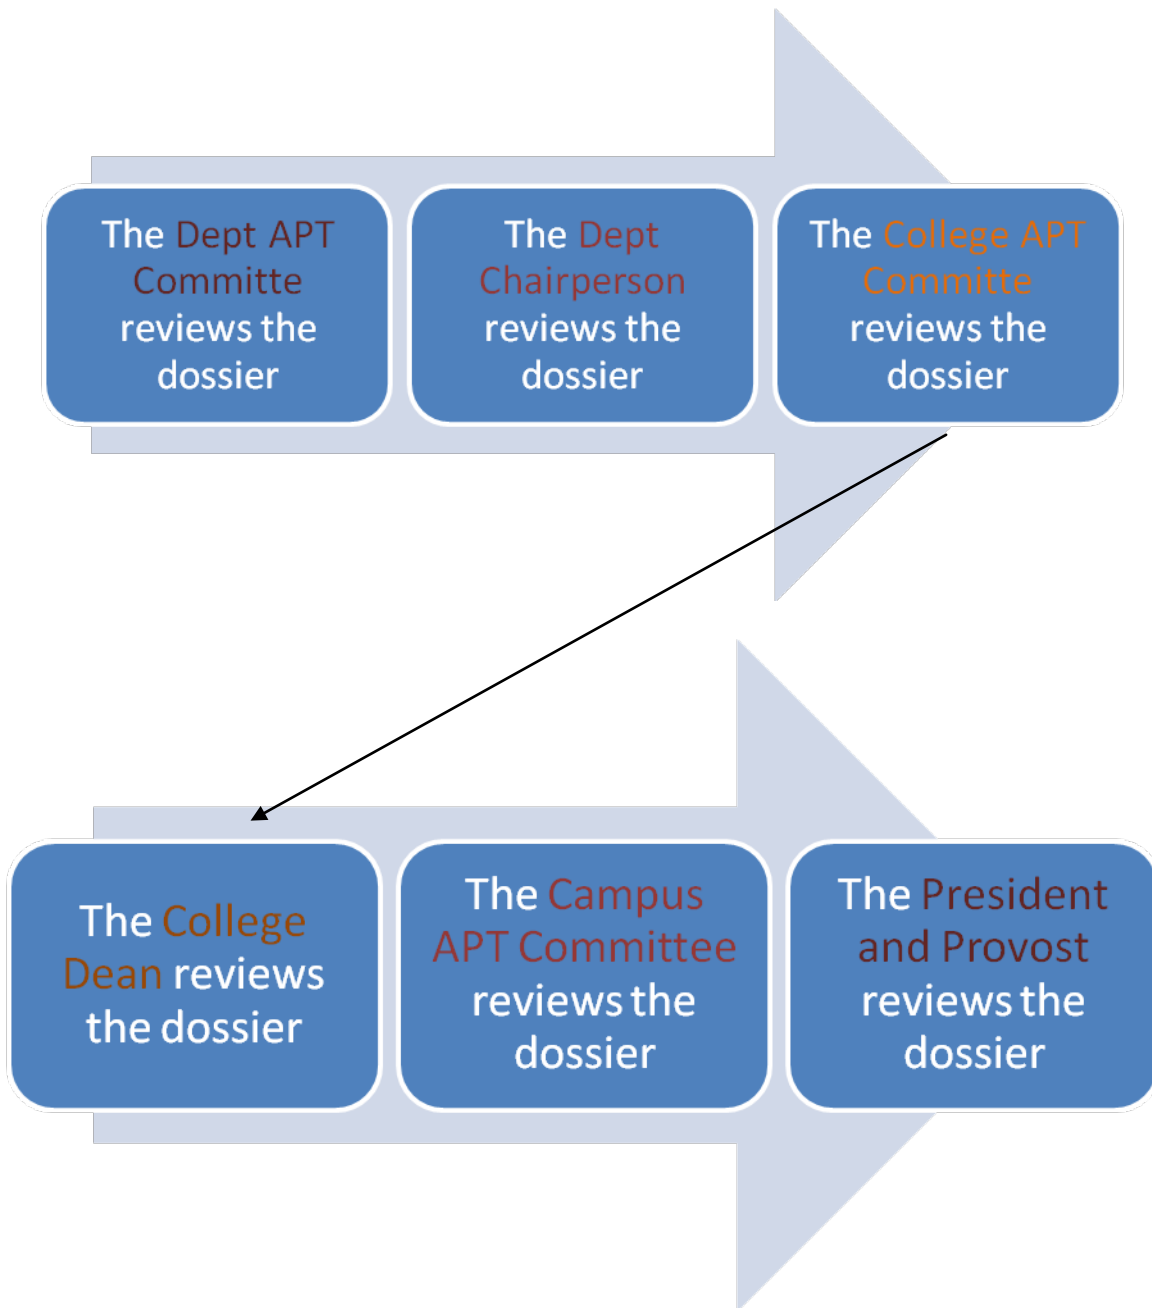 The Dept APT
Committe
reviews the
dossier
The Dept
Chairperson
reviews the
dossier
The College APT
Committe
reviews the
dossier
The College
Dean reviews
the dossier
The Campus
APT Committee
reviews the
dossier
The President
and Provost
reviews the
dossier